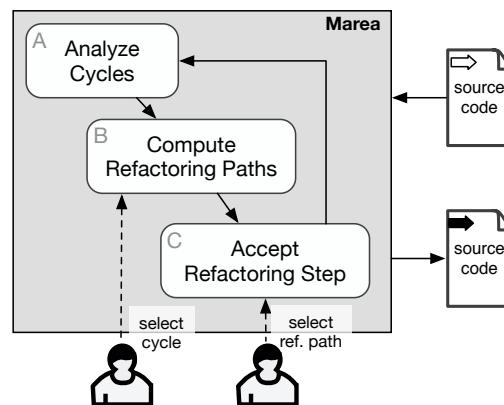 Marea
A
Analyze
Cycles
source
code
B
Compute
Refactoring Paths
C
Accept
Refactoring Step
source
code
select
cycle
select
ref. path